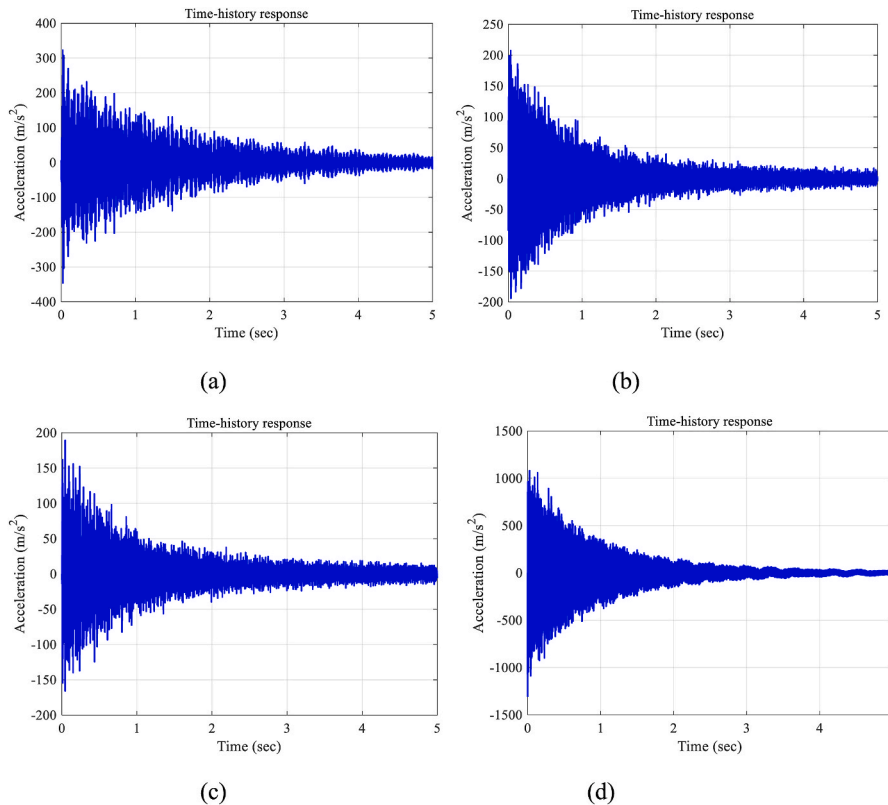 Time-history response
400
300
200
100
0
-100
-200
-300
-400
Acceleration (m/s²)
0 1 2 3 4 5
Time (sec)
(a)
Time-history response
250
200
150
100
50
0
-50
-100
-150
-200
Acceleration (m/s²)
0 1 2 3 4 5
Time (sec)
(b)
Time-history response
200
150
100
50
0
-50
-100
-150
-200
Acceleration (m/s²)
0 1 2 3 4 5
Time (sec)
(c)
Time-history response
1500
1000
500
0
-500
-1000
-1500
Acceleration (m/s²)
0 1 2 3 4
Time (sec)
(d)